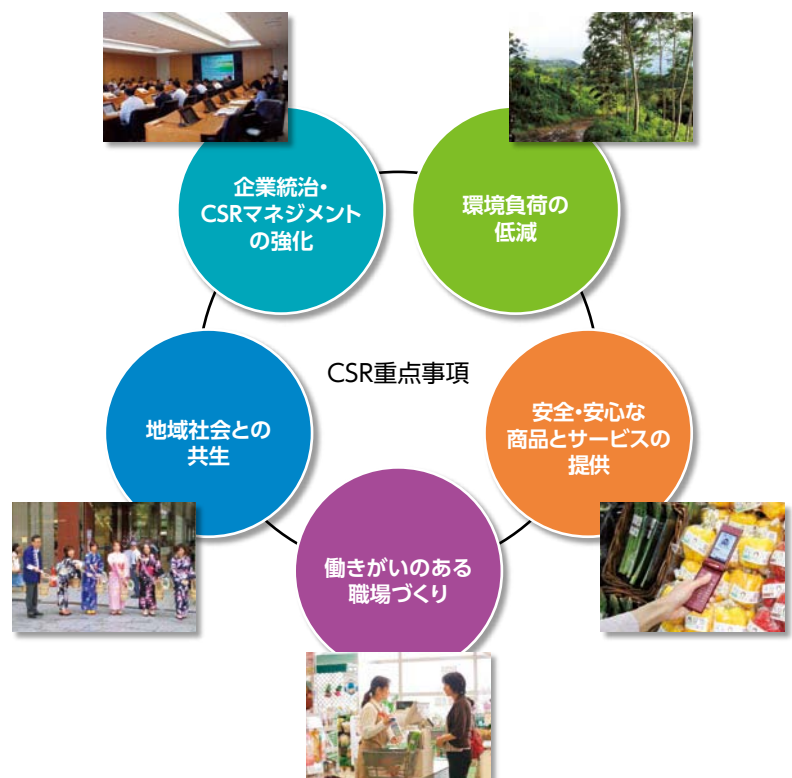 企業統治・
CSRマネジメント
の強化
環境負荷の
低減
CSR重点事項
地域社会との
共生
安全・安心な
商品とサービスの
提供
働きがいのある
職場づくり